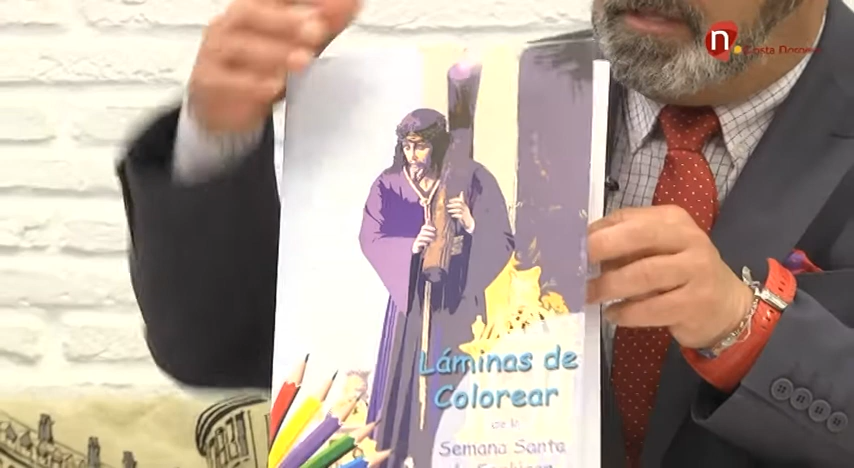 n Costa Noroeste
Láminas de
Colorear
de la
Semana Santa